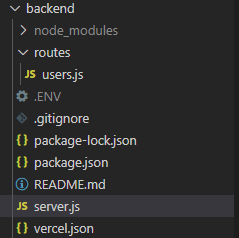 backend
node_modules
routes
JS users.js
.ENV
.gitignore
{} package-lock.json
{} package.json
README.md
JS server.js
{} vercel.json